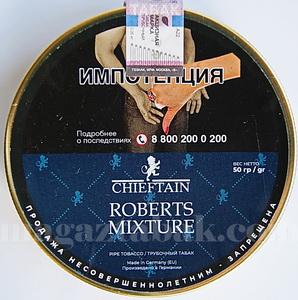 ТАБАК
ИМПОТЕНЦИЯ
Подробнее
о последствиях
8 800 200 0 200
CHIEFTAIN
ROBERTS
MIXTURE
ВЕС НЕТТО
50 гр / gr
PIPE TOBACCO / ТРУБОЧНЫЙ ТАБАК
Made in Germany (EU)
Произведено в Германии
ПРОДАЖА НЕСОВЕРШЕННОЛЕТНИМ - ЗАПРЕЩЕНА